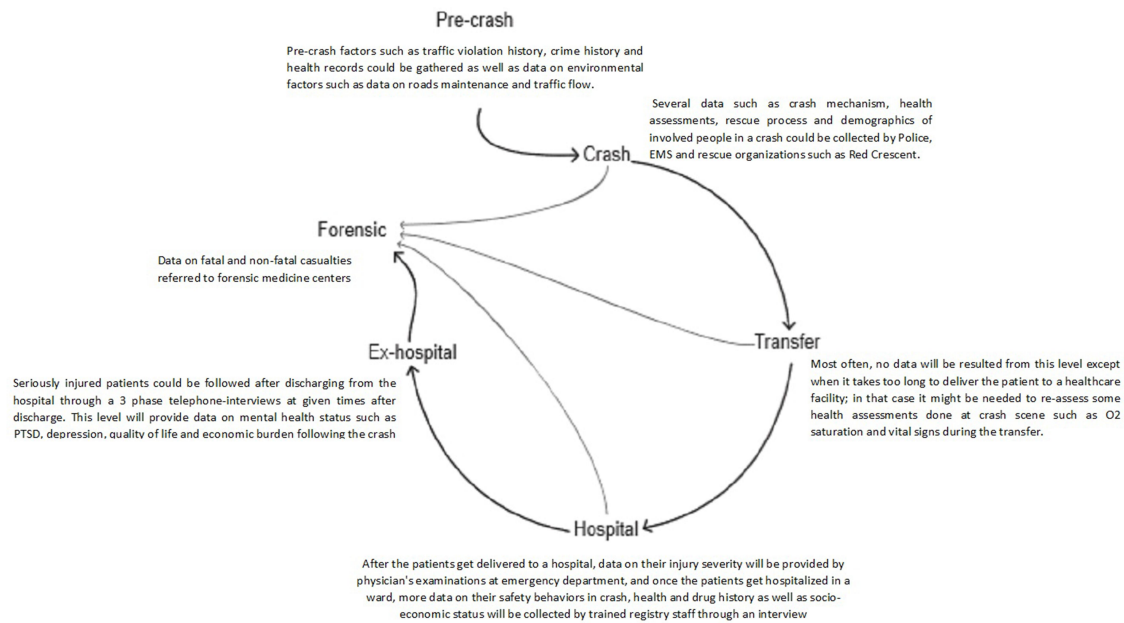 Pre-crash
Pre-crash factors such as traffic violation history, crime history and
health records could be gathered as well as data on environmental
factors such as data on roads maintenance and traffic flow.
Several data such as crash mechanism, health
assessments, rescue process and demographics of
involved people in a crash could be collected by Police,
EMS and rescue organizations such as Red Crescent.
Crash
Forensic
Data on fatal and non-fatal casualties
referred to forensic medicine centers
Transfer
Most often, no data will be resulted from this level except
when it takes too long to deliver the patient to a healthcare
facility; in that case it might be needed to re-assess some
health assessments done at crash scene such as O2
saturation and vital signs during the transfer.
Ex-hospital
Seriously injured patients could be followed after discharging from the
hospital through a 3 phase telephone-interviews at given times after
discharge. This level will provide data on mental health status such as
PTSD, depression, quality of life and economic burden following the crash
Hospital
After the patients get delivered to a hospital, data on their injury severity will be provided by
physician's examinations at emergency department, and once the patients get hospitalized in a
ward, more data on their safety behaviors in crash, health and drug history as well as socio-
economic status will be collected by trained registry staff through an interview